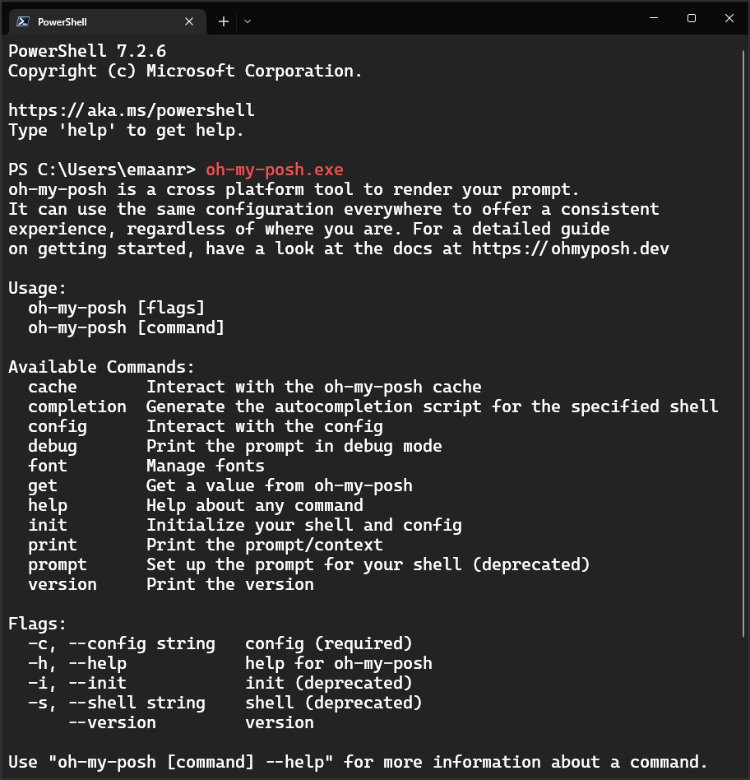 PowerShell
PowerShell 7.2.6
Copyright (c) Microsoft Corporation.
https://aka.ms/powershell
Type 'help' to get help.
PS C:\Users\emaanr> oh-my-posh.exe
oh-my-posh is a cross platform tool to render your prompt.
It can use the same configuration everywhere to offer a consistent
experience, regardless of where you are. For a detailed guide
on getting started, have a look at the docs at https://ohmyposh.dev
Usage:
  oh-my-posh [flags]
  oh-my-posh [command]
Available Commands:
  cache       Interact with the oh-my-posh cache
  completion  Generate the autocompletion script for the specified shell
  config      Interact with the config
  debug       Print the prompt in debug mode
  font        Manage fonts
  get         Get a value from oh-my-posh
  help        Help about any command
  init        Initialize your shell and config
  print       Print the prompt/context
  prompt      Set up the prompt for your shell (deprecated)
  version     Print the version
Flags:
  -c, --config string   config (required)
  -h, --help            help for oh-my-posh
  -i, --init            init (deprecated)
  -s, --shell string    shell (deprecated)
      --version         version
Use "oh-my-posh [command] --help" for more information about a command.